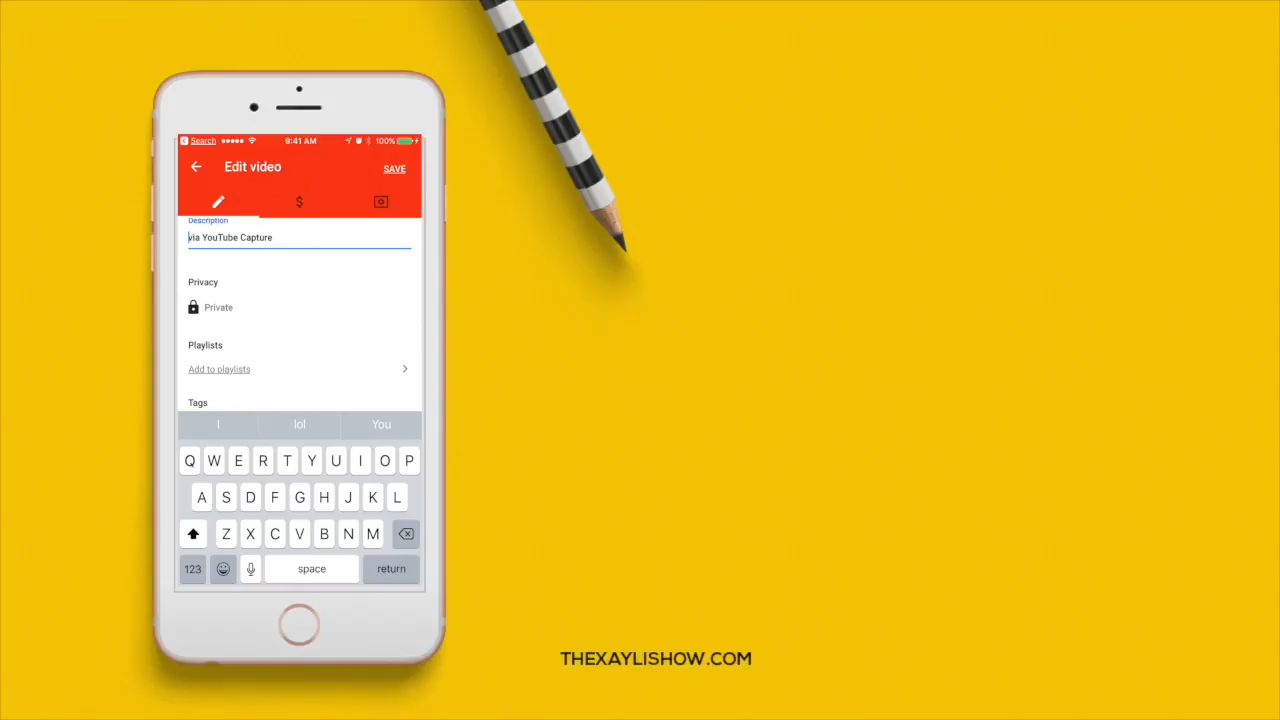 Search 9:41 AM 100%
Edit video SAVE
$
Description
via YouTube Capture
Privacy
Private
Playlists
Add to playlists
Tags
I lol You
Q W E R T Y U I O P
A S D F G H J K L
Z X C V B N M
123 space return
THEXAYLISHOW.COM